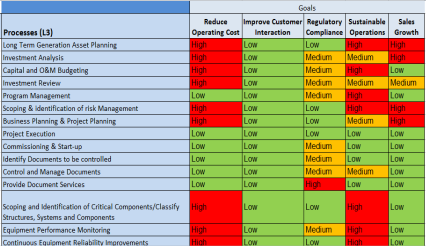 Goals
Processes (L3) Reduce Operating Cost Improve Customer Interaction Regulatory Compliance Sustainable Operations Sales Growth
Long Term Generation Asset Planning High Low Low High High
Investment Analysis High Low Medium Medium High
Capital and O&M Budgeting High Low Medium High Low
Investment Review High Low Medium Medium Medium
Program Management Low Low Medium High Low
Scoping & identification of risk Management High Low Low High High
Business Planning & Project Planning High Low Medium Medium High
Project Execution Low Low Low Low Low
Commissioning & Start-up Low Low Medium Low Low
Identify Documents to be controlled Low Low Medium Low Low
Control and Manage Documents Low Low Medium Medium Low
Provide Document Services Low Low High Low Low
Scoping and Identification of Critical Components/Classify
Structures, Systems and Components High Low Low High Low
Equipment Performance Monitoring High Low Medium High Low
Continuous Equipment Reliability Improvements High Low Low High Low